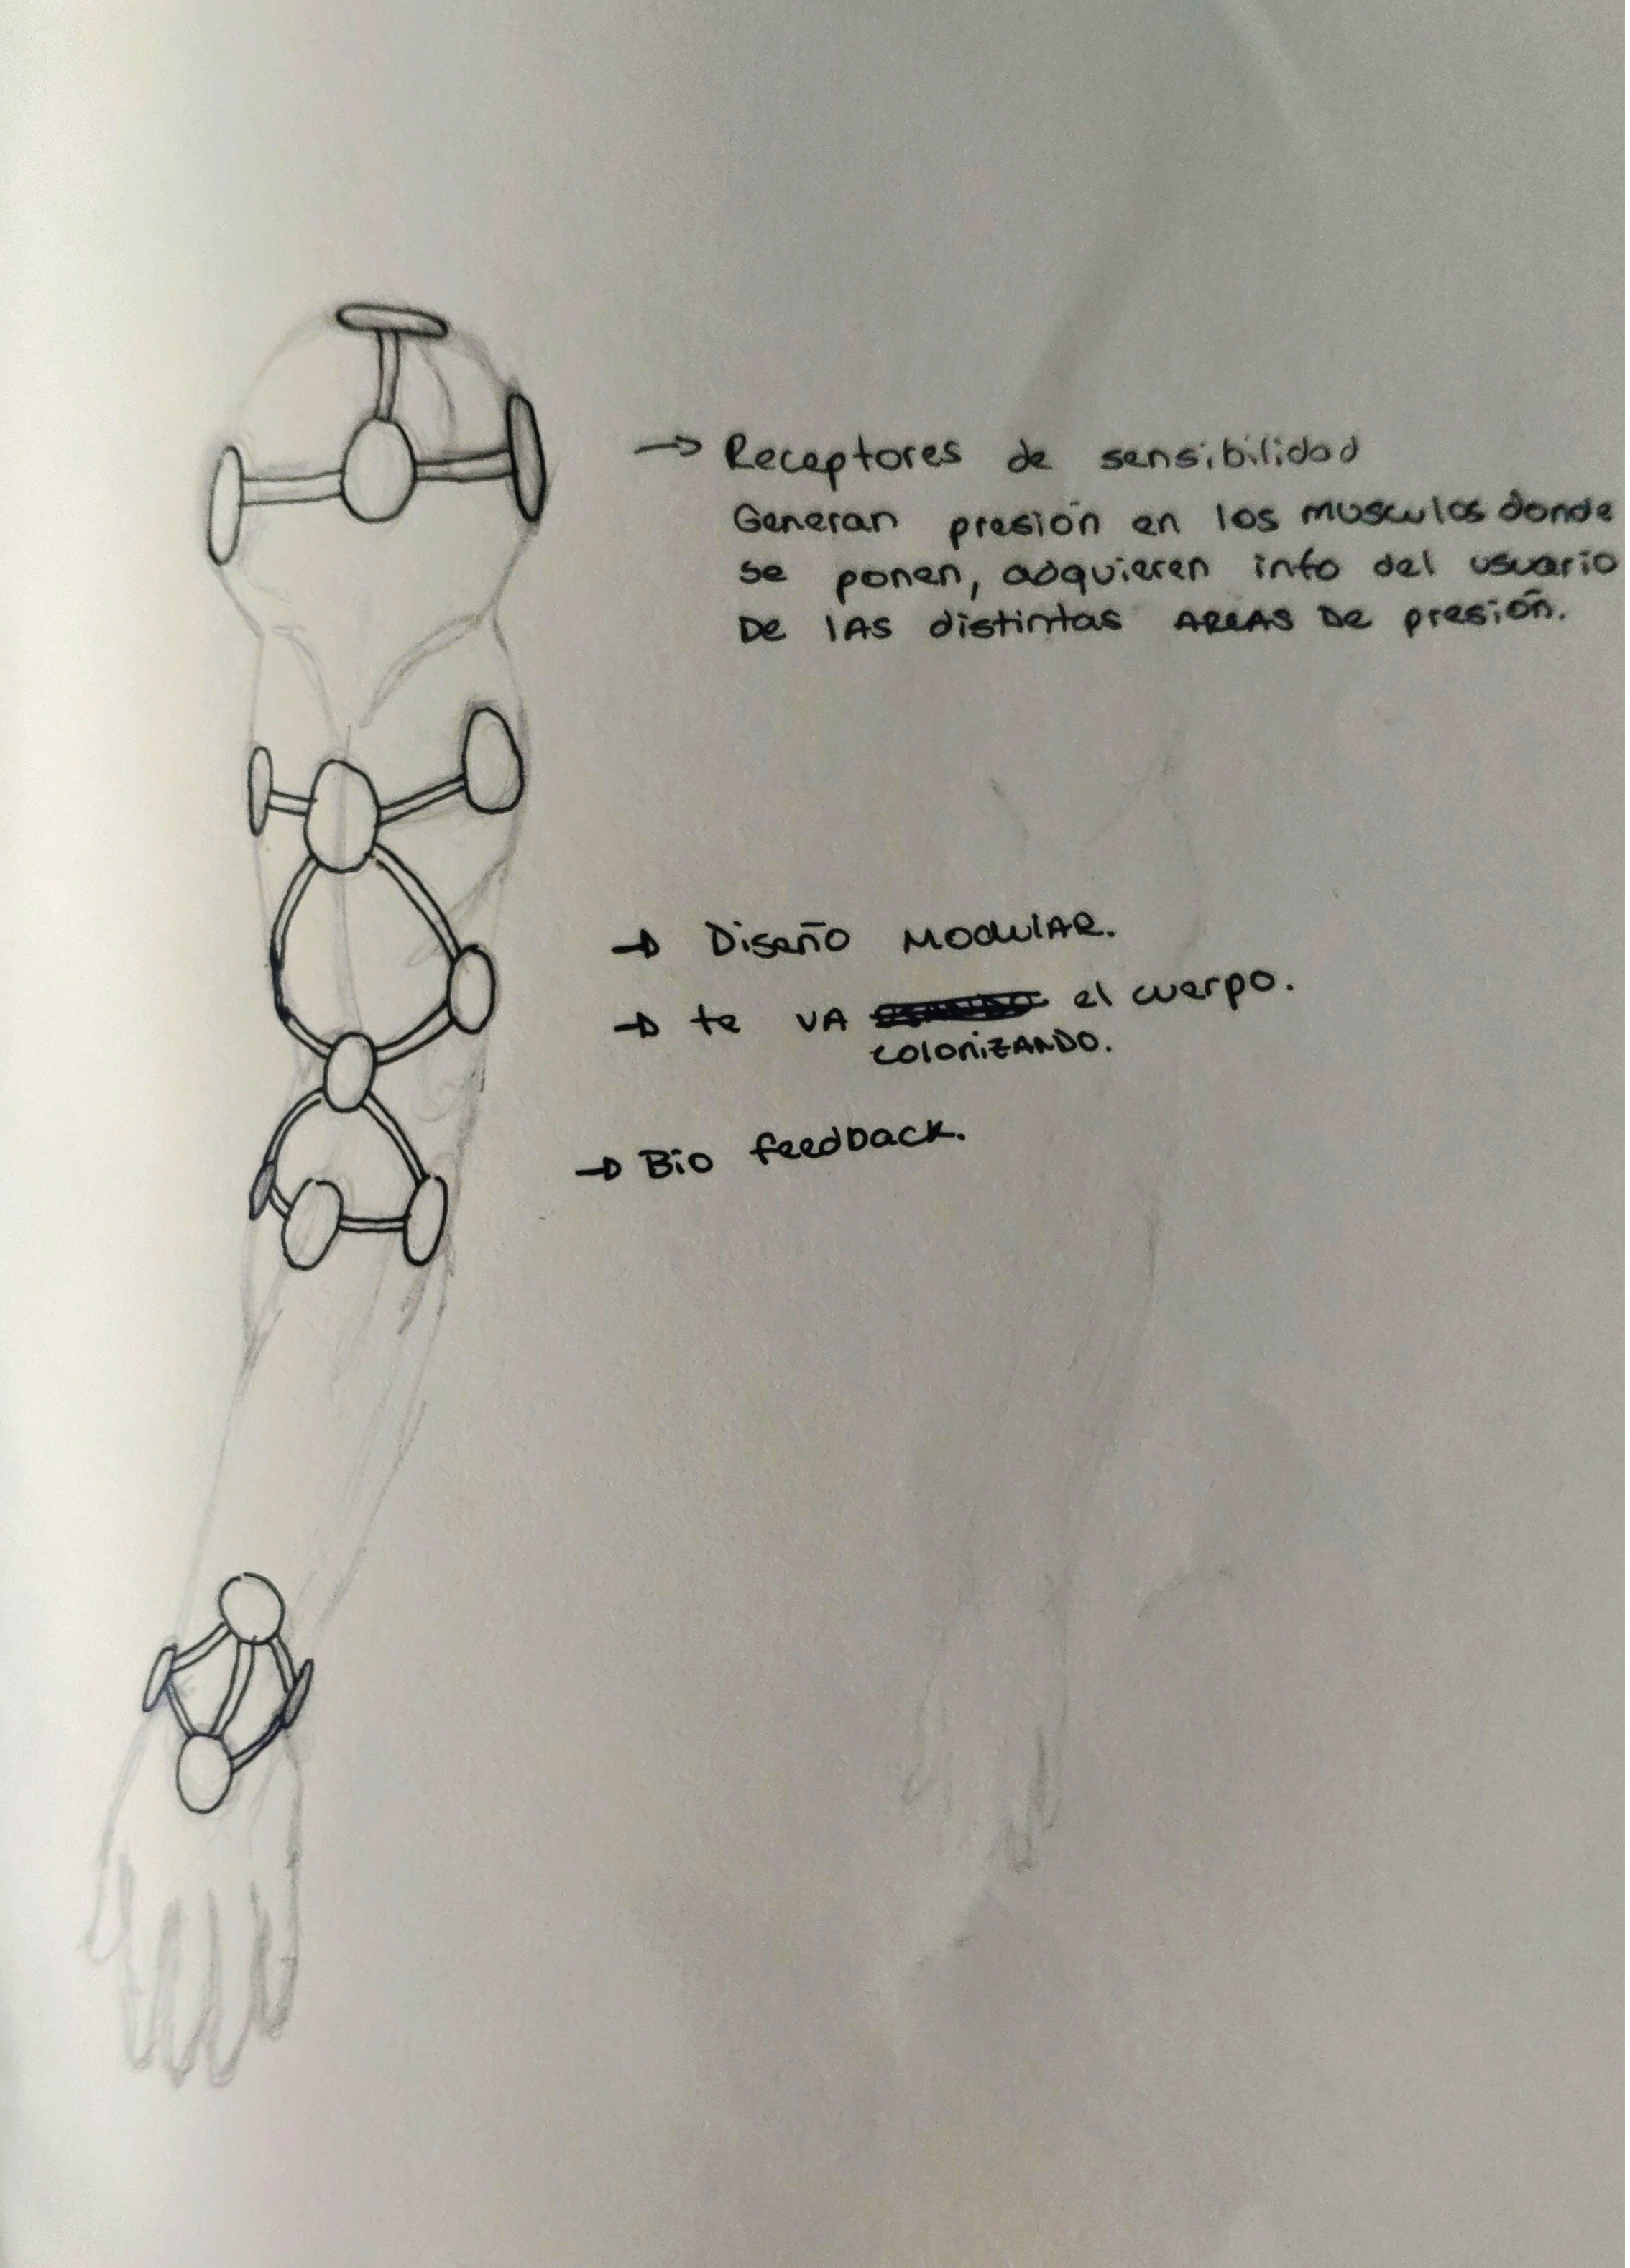 → Receptores de sensibilidad
Generan presión en los musculos donde
se ponen, adquieren info del usuario
De lAS distintas AREAS De presión.
→ Diseño MODulAR.
→ te VA el cuerpo.
colonizANDO.
→ Bio feedback.